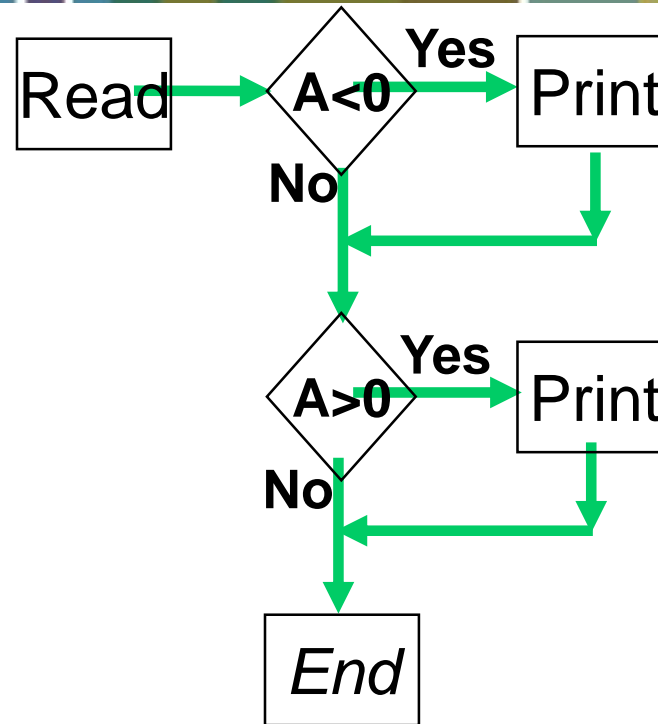 Read
A<0
Yes
Print
No
A>0
Yes
Print
No
End